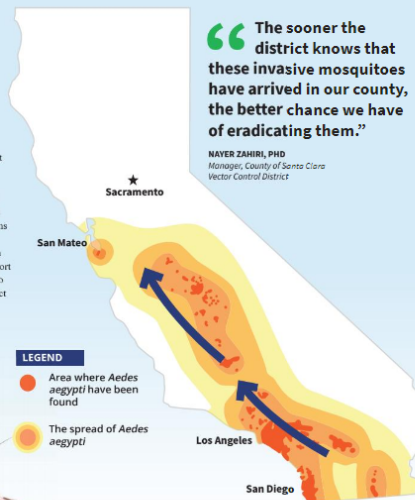 “ The sooner the
district knows that
these invasive mosquitoes
have arrived in our county,
the better chance we have
of eradicating them.”
NAYER ZAHIRI, PHD
Manager, County of Santa Clara
Vector Control District
Sacramento
San Mateo
LEGEND
Area where Aedes
aegypti have been
found
The spread of Aedes
aegypti
Los Angeles
San Diego